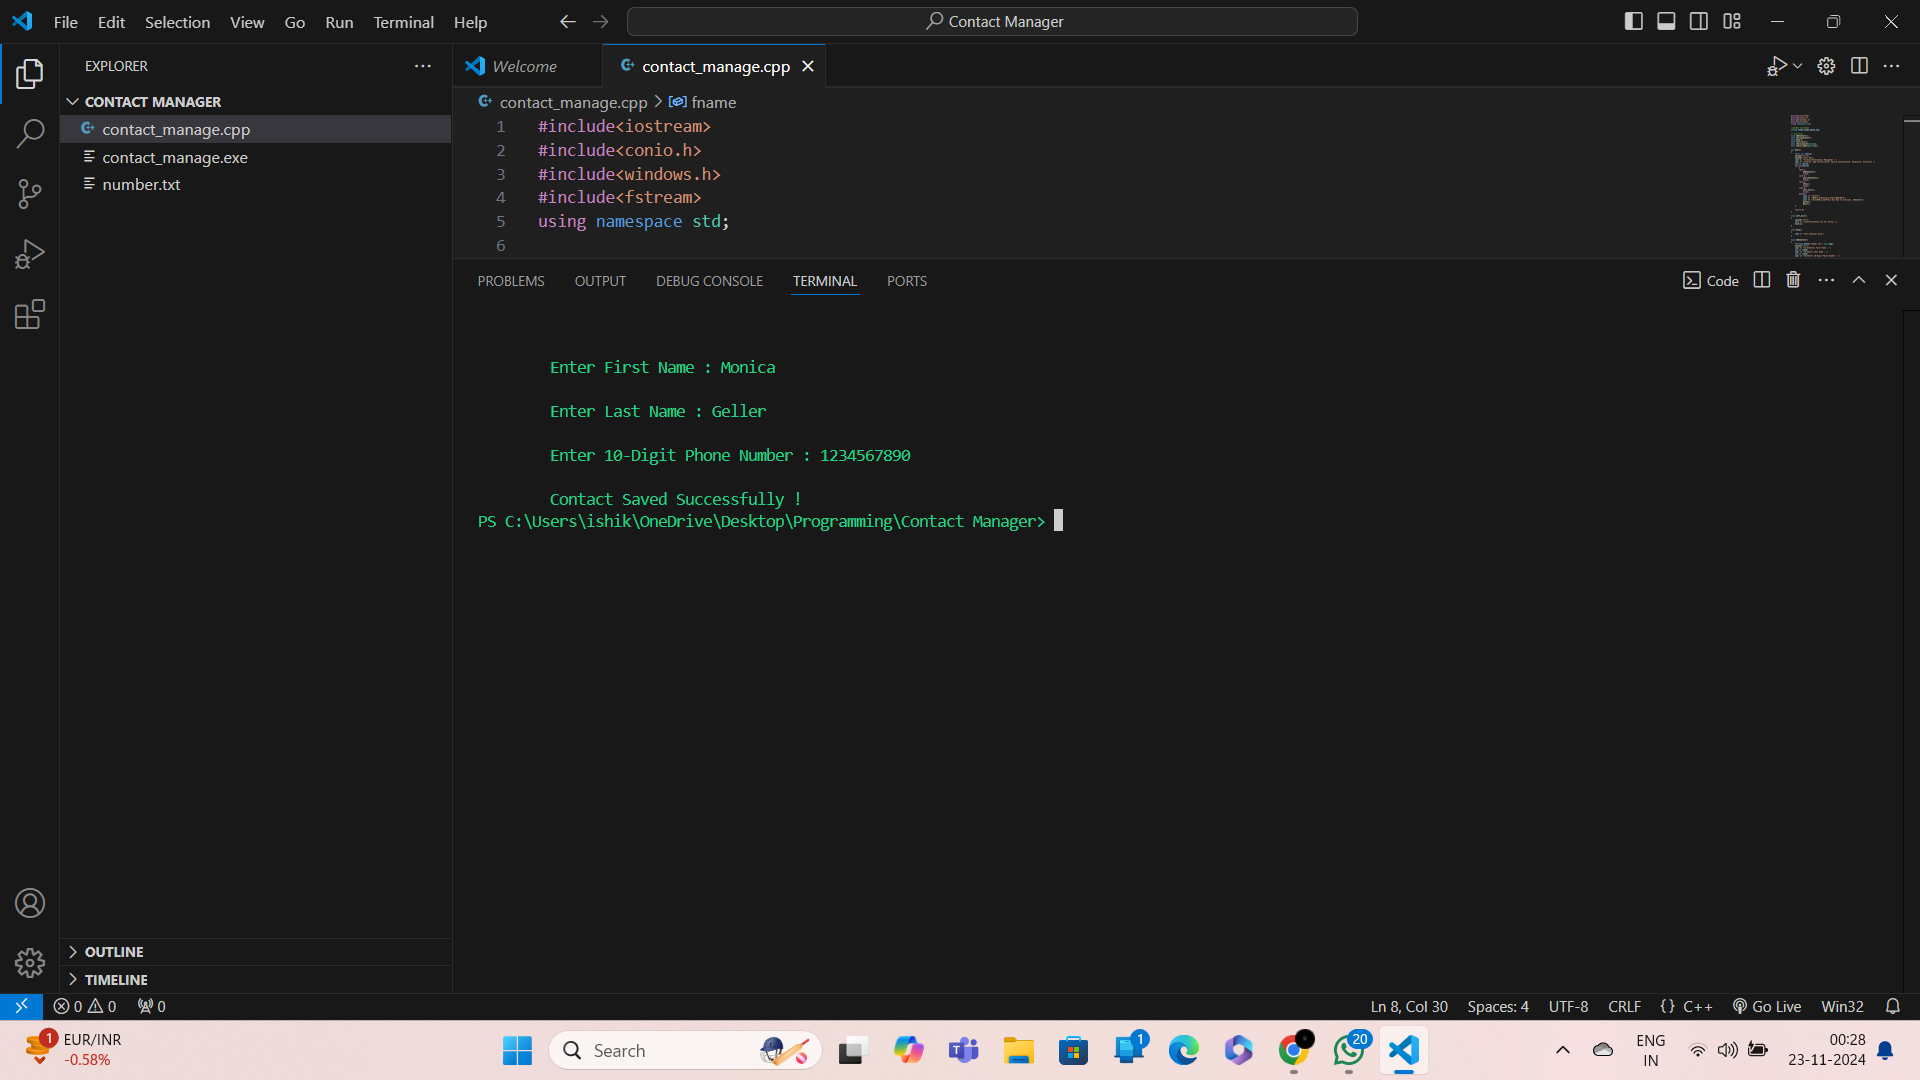 File Edit Selection View Go Run Terminal Help
Contact Manager
EXPLORER
CONTACT MANAGER
contact_manage.cpp
contact_manage.exe
number.txt
OUTLINE
TIMELINE
Welcome
contact_manage.cpp
contact_manage.cpp > fname
1 #include<iostream>
2 #include<conio.h>
3 #include<windows.h>
4 #include<fstream>
5 using namespace std;
6
PROBLEMS OUTPUT DEBUG CONSOLE TERMINAL PORTS
Code
Enter First Name : Monica
Enter Last Name : Geller
Enter 10-Digit Phone Number : 1234567890
Contact Saved Successfully !
PS C:\Users\ishik\OneDrive\Desktop\Programming\Contact Manager>
0 0 0
Ln 8, Col 30 Spaces: 4 UTF-8 CRLF {} C++ Go Live Win32
1
EUR/INR
-0.58%
Search
1
20
ENG
IN
00:28
23-11-2024